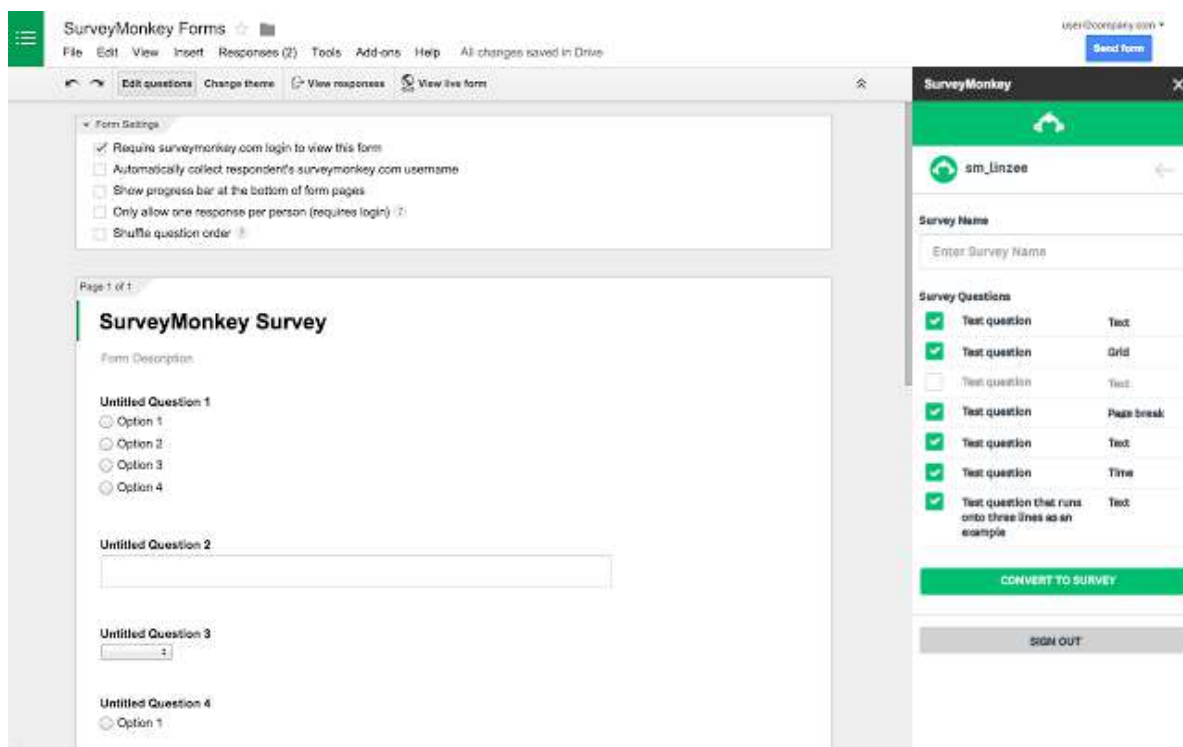 SurveyMonkey Forms
user@company.com
File Edit View Insert Responses (2) Tools Add-ons Help All changes saved in Drive
Send form
Edit questions Change theme View responses View live form
Form Settings
Require surveymonkey.com login to view this form
Automatically collect respondent's surveymonkey.com username
Show progress bar at the bottom of form pages
Only allow one response per person (requires login) ?
Shuffle question order ?
Page 1 of 1
SurveyMonkey Survey
Form Description
Untitled Question 1
Option 1
Option 2
Option 3
Option 4
Untitled Question 2
Untitled Question 3
Untitled Question 4
Option 1
SurveyMonkey X
sm_linzee
Survey Name
Enter Survey Name
Survey Questions
Test question Text
Test question Grid
Test question Text
Test question Page break
Test question Text
Test question Time
Test question that runs Text
onto three lines as an
example
CONVERT TO SURVEY
SIGN OUT